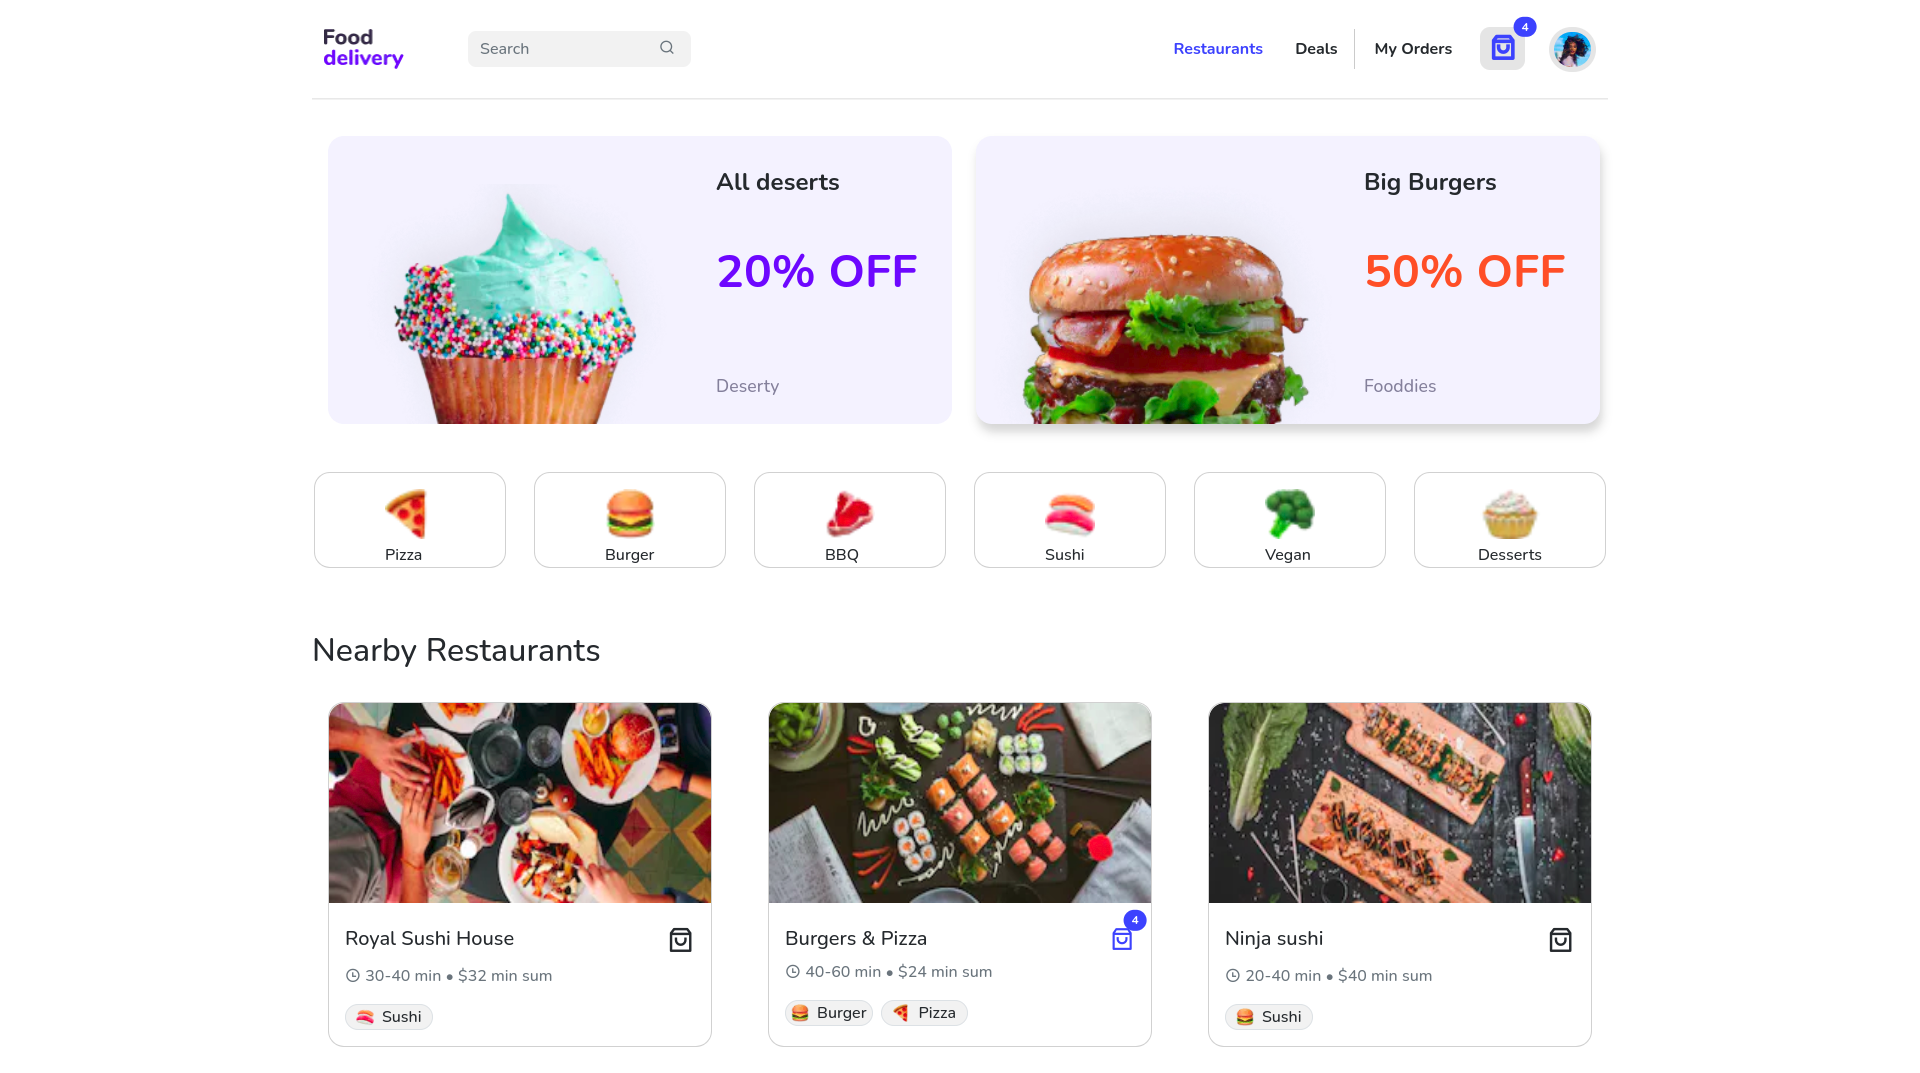 Food
delivery
Search
Restaurants
Deals
My Orders
4
All deserts
20% OFF
Deserty
Big Burgers
50% OFF
Fooddies
Pizza
Burger
BBQ
Sushi
Vegan
Desserts
Nearby Restaurants
Royal Sushi House
30-40 min • $32 min sum
Sushi
4
Burgers & Pizza
40-60 min • $24 min sum
Burger
Pizza
Ninja sushi
20-40 min • $40 min sum
Sushi